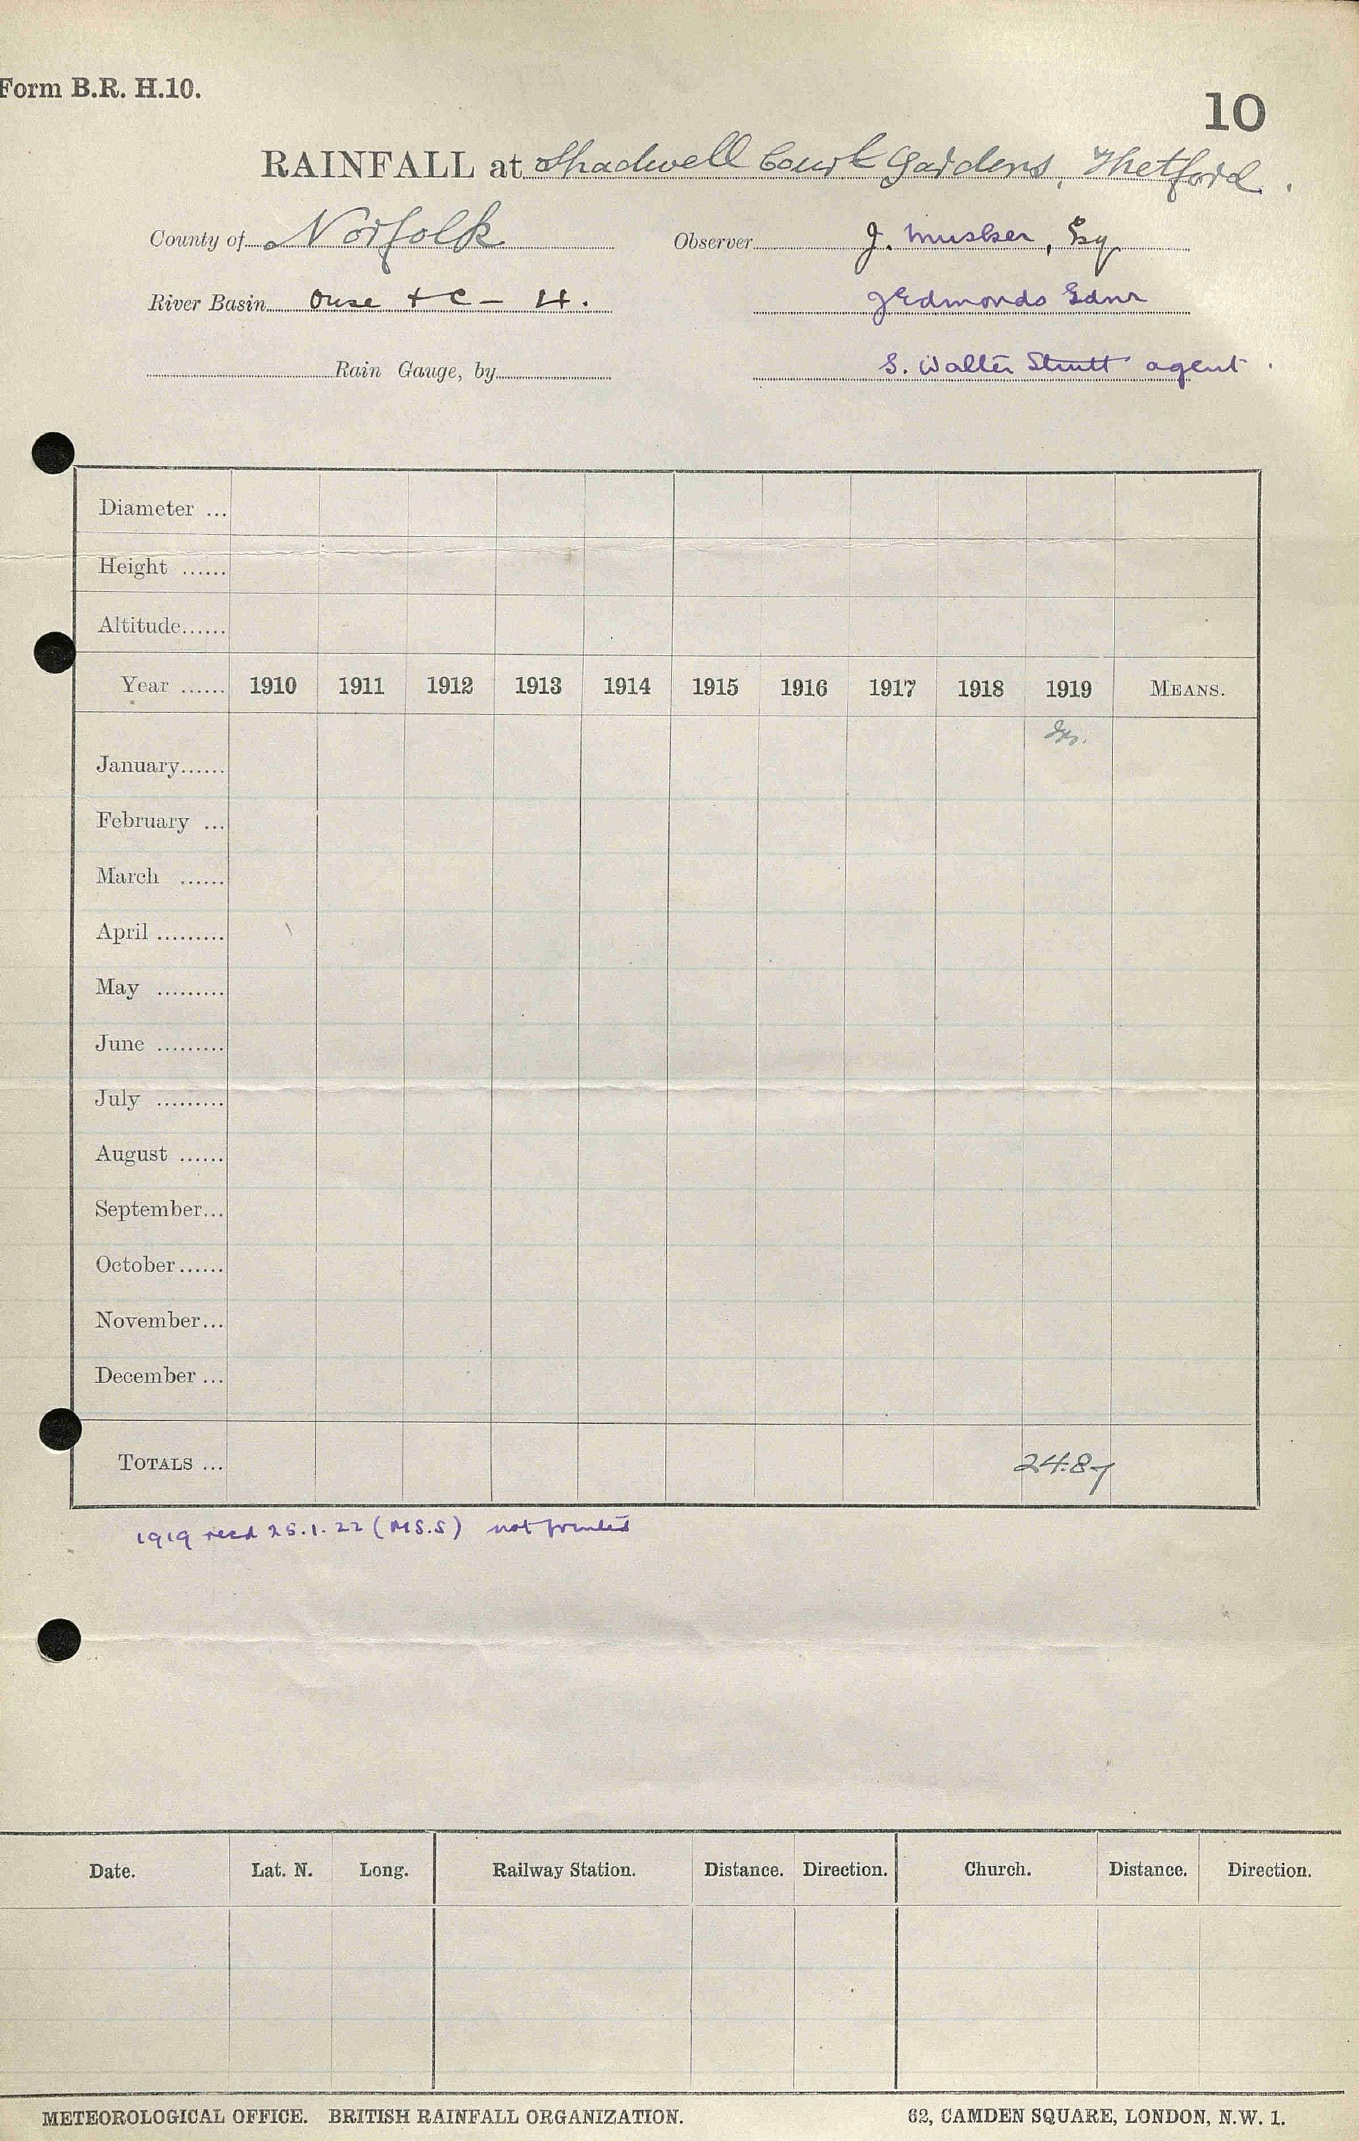 Form B.R. H.10.
10
RAINFALL at Shadwell Court Gardens, Thetford.
County of Norfolk Observer J. Musker, Esq
River Basin Ouse +C – 4. J Edmonds Gdnr
Rain Gauge, by S. Walter Strutt agent.
Diameter ...
Height ......
Altitude......
Year ...... 1910 1911 1912 1913 1914 1915 1916 1917 1918 1919 MEANS.
In.
January......
February ...
March ......
April .........
May .........
June .........
July .........
August ......
September...
October......
November...
December ...
TOTALS ... 24.87
1919 recd 25.1.22 (MS.S) not printed
Date. Lat. N. Long. Railway Station. Distance. Direction. Church. Distance. Direction.
METEOROLOGICAL OFFICE. BRITISH RAINFALL ORGANIZATION. 62, CAMDEN SQUARE, LONDON, N.W. 1.